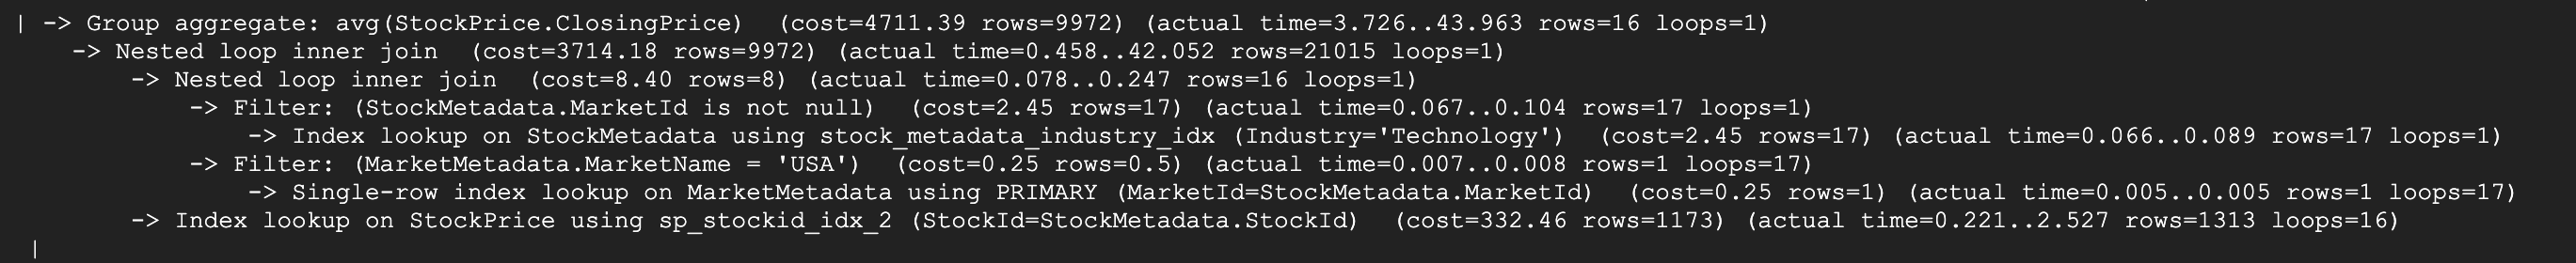 | -> Group aggregate: avg(StockPrice.ClosingPrice)  (cost=4711.39 rows=9972) (actual time=3.726..43.963 rows=16 loops=1)
    -> Nested loop inner join  (cost=3714.18 rows=9972) (actual time=0.458..42.052 rows=21015 loops=1)
        -> Nested loop inner join  (cost=8.40 rows=8) (actual time=0.078..0.247 rows=16 loops=1)
            -> Filter: (StockMetadata.MarketId is not null)  (cost=2.45 rows=17) (actual time=0.067..0.104 rows=17 loops=1)
                -> Index lookup on StockMetadata using stock_metadata_industry_idx (Industry='Technology')  (cost=2.45 rows=17) (actual time=0.066..0.089 rows=17 loops=1)
            -> Filter: (MarketMetadata.MarketName = 'USA')  (cost=0.25 rows=0.5) (actual time=0.007..0.008 rows=1 loops=17)
                -> Single-row index lookup on MarketMetadata using PRIMARY (MarketId=StockMetadata.MarketId)  (cost=0.25 rows=1) (actual time=0.005..0.005 rows=1 loops=17)
        -> Index lookup on StockPrice using sp_stockid_idx_2 (StockId=StockMetadata.StockId)  (cost=332.46 rows=1173) (actual time=0.221..2.527 rows=1313 loops=16)
 |